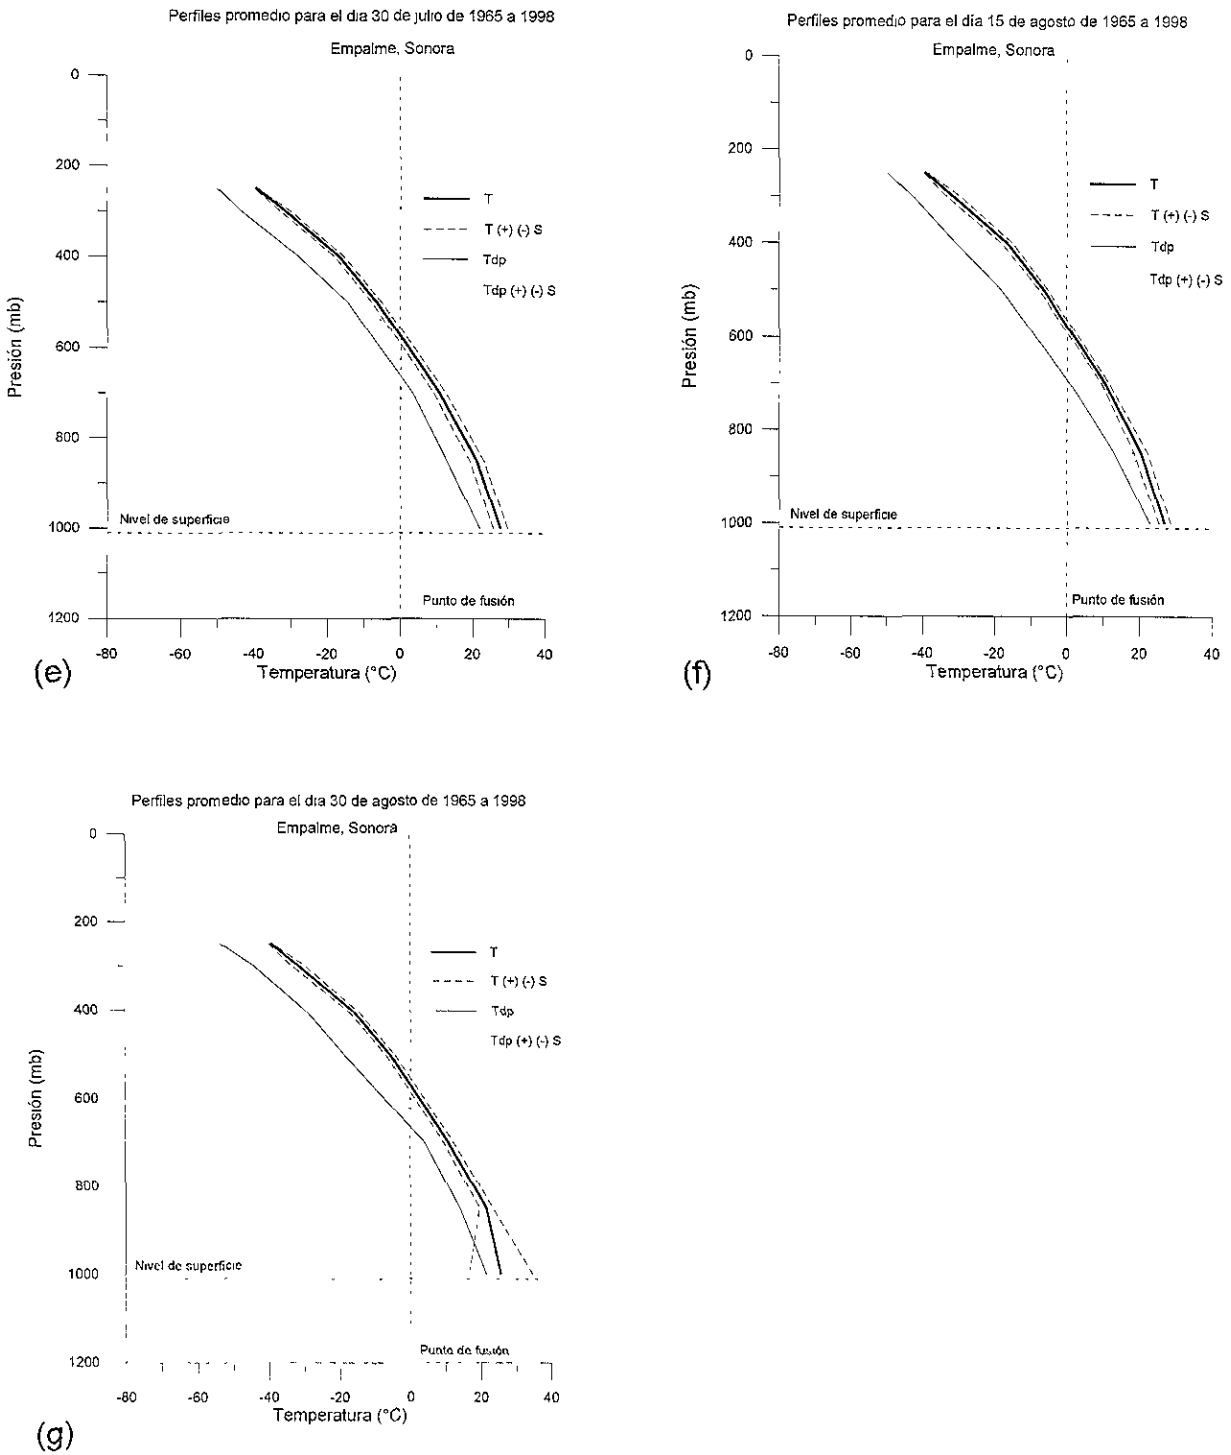 Perfiles promedio para el dia 30 de julio de 1965 a 1998
Empalme, Sonora
0
200
400
600
800
1000
1200
Presión (mb)
T
T (+) (-) S
Tdp
Tdp (+) (-) S
Nivel de superficie
Punto de fusión
-80
-60
-40
-20
0
20
40
Temperatura (°C)
(e)
Perfiles promedio para el día 15 de agosto de 1965 a 1998
Empalme, Sonora
0
200
400
600
800
1000
1200
Presión (mb)
T
T (+) (-) S
Tdp
Tdp (+) (-) S
Nivel de superficie
Punto de fusión
-80
-60
-40
-20
0
20
40
Temperatura (°C)
(f)
Perfiles promedio para el dia 30 de agosto de 1965 a 1998
Empalme, Sonora
0
200
400
600
800
1000
1200
Presión (mb)
T
T (+) (-) S
Tdp
Tdp (+) (-) S
Nivel de superficie
Punto de fusión
-80
-60
-40
-20
0
20
40
Temperatura (°C)
(g)